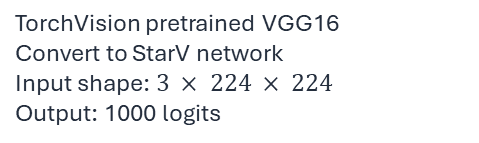 TorchVision pretrained VGG16
Convert to StarV network
Input shape: 3 × 224 × 224
Output: 1000 logits